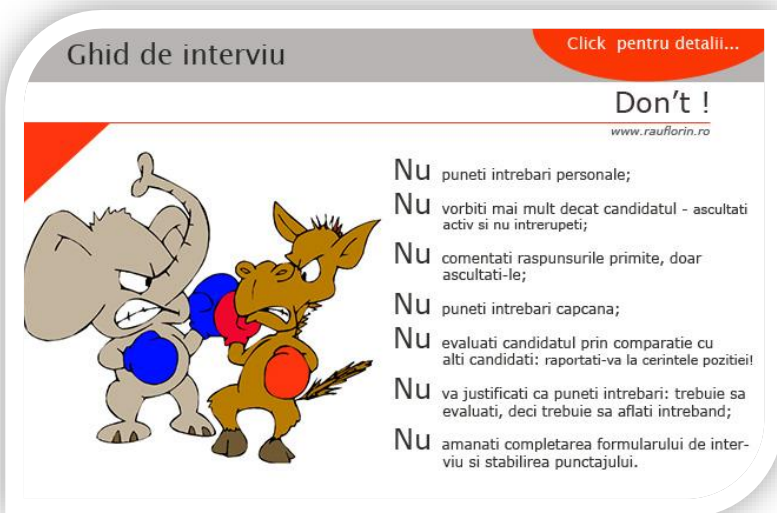 Ghid de interviu
Click pentru detalii...
Don't !
www.rauflorin.ro
Nu puneti intrebari personale;
Nu vorbiti mai mult decat candidatul - ascultati
activ si nu intrerupeti;
Nu comentati raspunsurile primite, doar
ascultati-le;
Nu puneti intrebari capcana;
Nu evaluati candidatul prin comparatie cu
alti candidati: raportati-va la cerintele pozitiei!
Nu va justificati ca puneti intrebari: trebuie sa
evaluati, deci trebuie sa aflati intreband;
Nu amanati completarea formularului de inter-
viu si stabilirea punctajului.